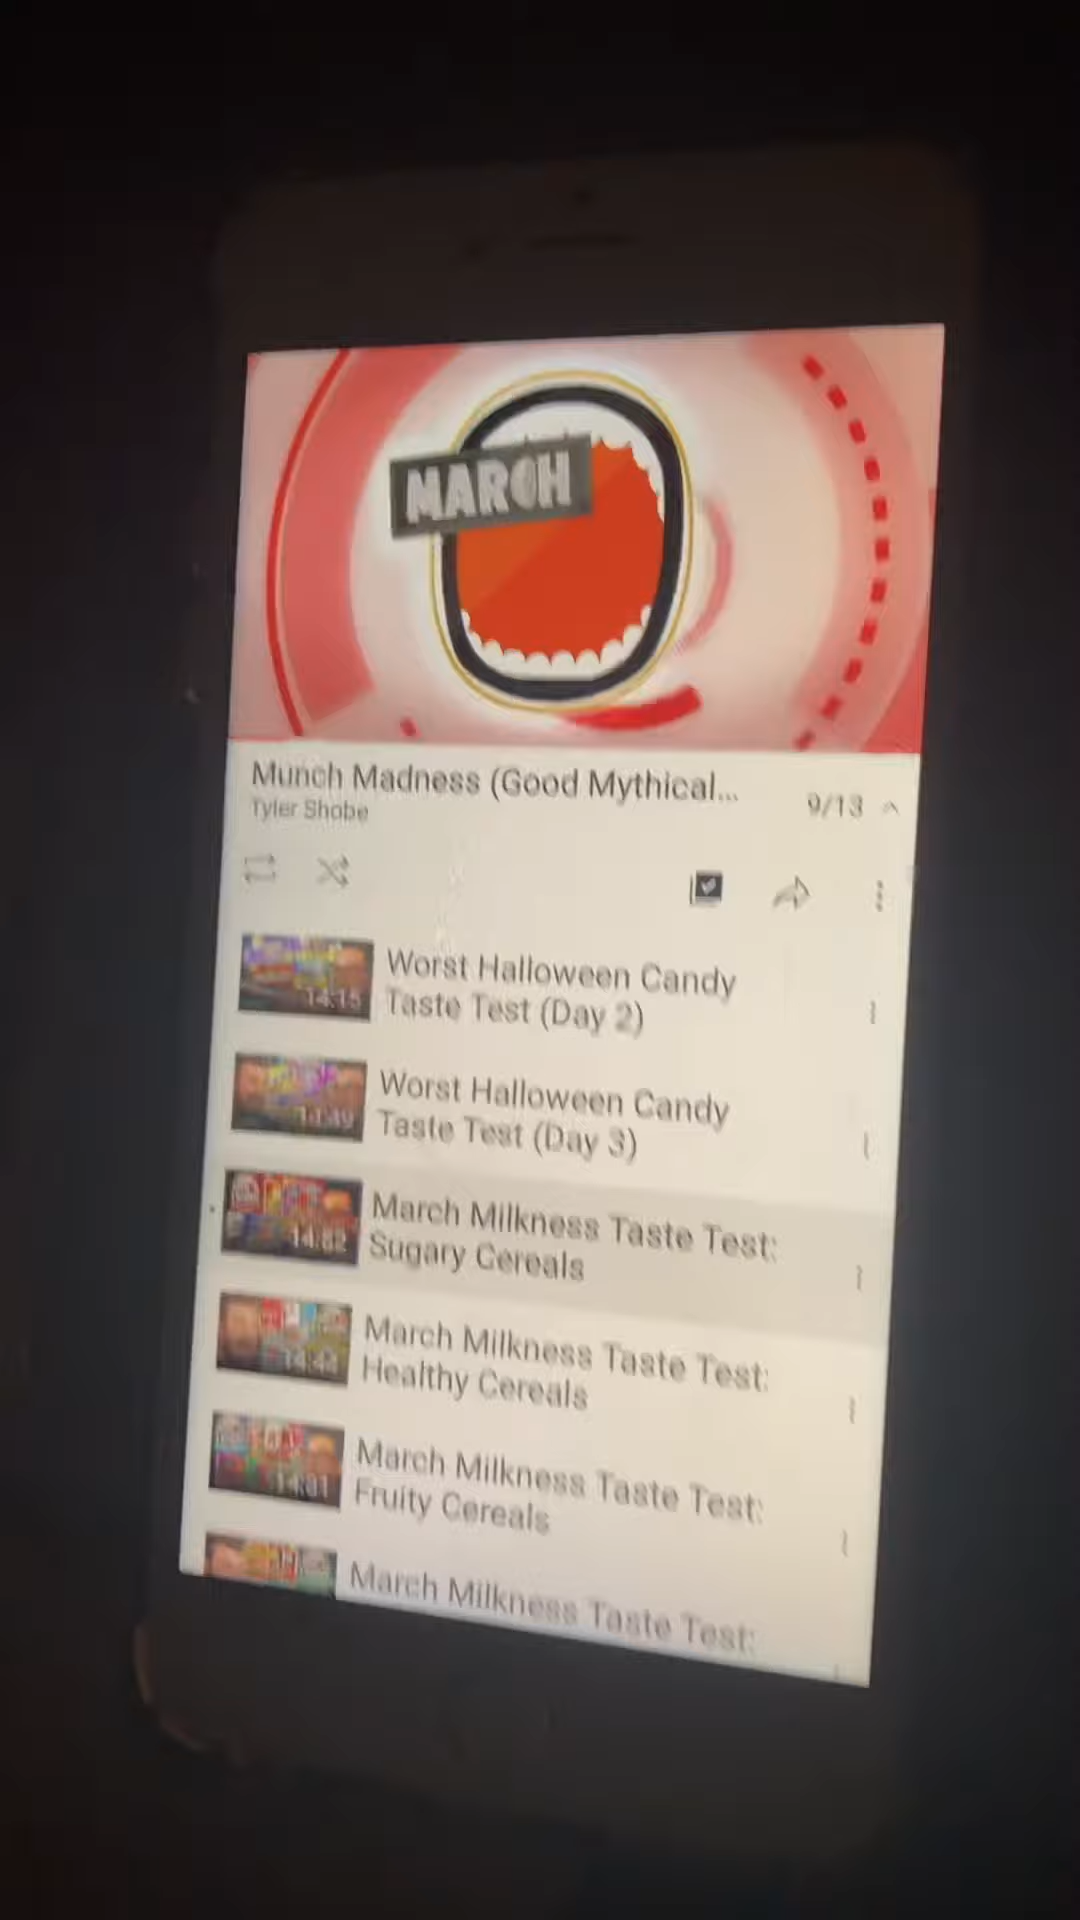 MARCH
Munch Madness (Good Mythical...
9/13
Tyler Shobe
Worst Halloween Candy
Taste Test (Day 2)
14:15
Worst Halloween Candy
Taste Test (Day 3)
14:49
March Milkness Taste Test:
Sugary Cereals
March Milkness Taste Test:
Healthy Cereals
March Milkness Taste Test:
Fruity Cereals
March Milkness Taste Test: